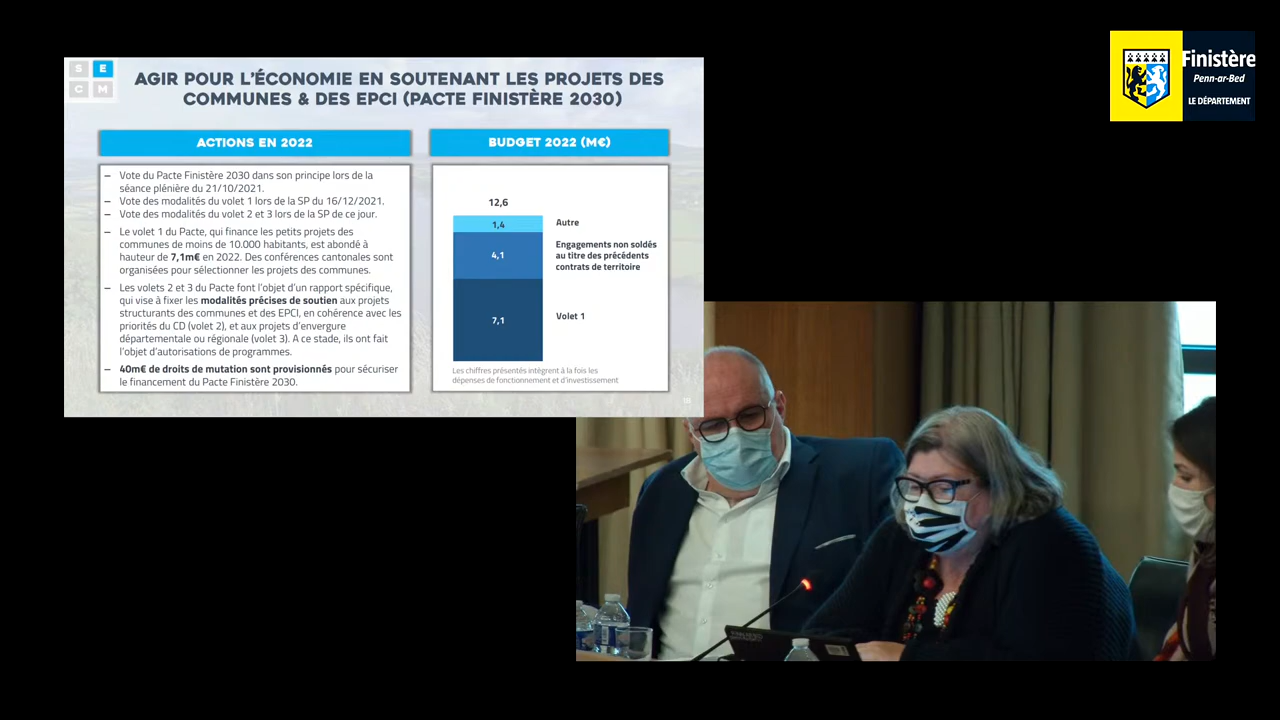 S E
C M
AGIR POUR L'ÉCONOMIE EN SOUTENANT LES PROJETS DES
COMMUNES & DES EPCI (PACTE FINISTÈRE 2030)
ACTIONS EN 2022
– Vote du Pacte Finistère 2030 dans son principe lors de la
séance plénière du 21/10/2021.
– Vote des modalités du volet 1 lors de la SP du 16/12/2021.
– Vote des modalités du volet 2 et 3 lors de la SP de ce jour.
– Le volet 1 du Pacte, qui finance les petits projets des
communes de moins de 10.000 habitants, est abondé à
hauteur de 7,1m€ en 2022. Des conférences cantonales sont
organisées pour sélectionner les projets des communes.
– Les volets 2 et 3 du Pacte font l'objet d'un rapport spécifique,
qui vise à fixer les modalités précises de soutien aux projets
structurants des communes et des EPCI, en cohérence avec les
priorités du CD (volet 2), et aux projets d'envergure
départementale ou régionale (volet 3). A ce stade, ils ont fait
l'objet d'autorisations de programmes.
– 40m€ de droits de mutation sont provisionnés pour sécuriser
le financement du Pacte Finistère 2030.
BUDGET 2022 (M€)
12,6
1,4
Autre
4,1
Engagements non soldés
au titre des précédents
contrats de territoire
7,1
Volet 1
Les chiffres présentés intègrent à la fois les
dépenses de fonctionnement et d'investissement
Finistère
Penn-ar-Bed
LE DÉPARTEMENT